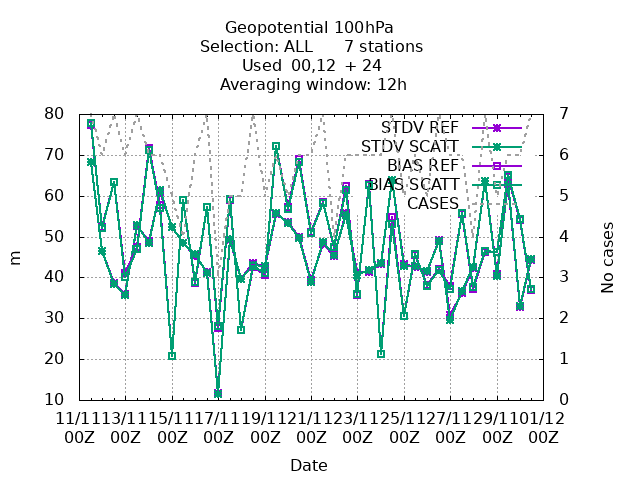 Geopotential 100hPa
Selection: ALL 7 stations
Used 00,12 + 24
Averaging window: 12h
80 7
STDV REF
STDV SCATT
70 6
BIAS REF
BIAS SCATT
60 5
CASES
50 4
m No cases
40 3
30 2
20 1
10 0
11/11 13/11 15/11 17/11 19/11 21/11 23/11 25/11 27/11 29/11 01/12
00Z 00Z 00Z 00Z 00Z 00Z 00Z 00Z 00Z 00Z 00Z
Date